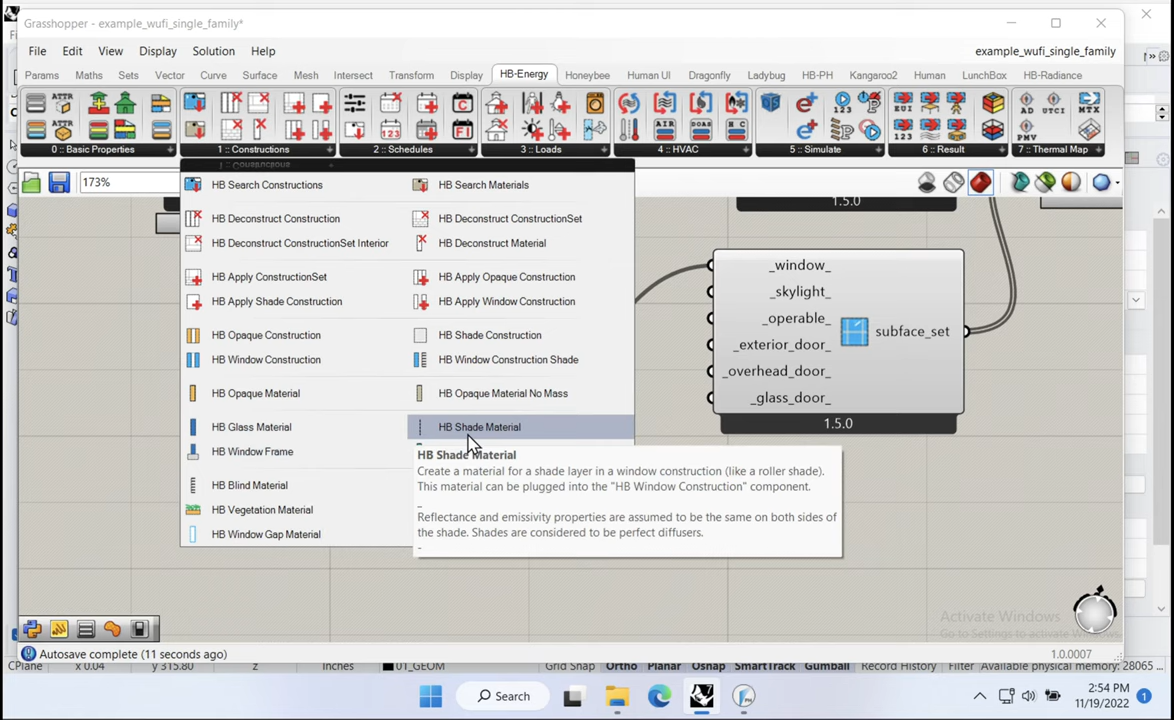 Grasshopper - example_wufi_single_family*
File Edit View Display Solution Help
example_wufi_single_family
Params Maths Sets Vector Curve Surface Mesh Intersect Transform Display HB-Energy Honeybee Human UI Dragonfly Ladybug HB-PH Kangaroo2 Human LunchBox HB-Radiance
0 :: Basic Properties
1 :: Constructions
2 :: Schedules
3 :: Loads
4 :: HVAC
5 :: Simulate
6 :: Result
7 :: Thermal Map
173%
1 :: Constructions
HB Search Constructions
HB Search Materials
HB Deconstruct Construction
HB Deconstruct ConstructionSet
HB Deconstruct ConstructionSet Interior
HB Deconstruct Material
HB Apply ConstructionSet
HB Apply Opaque Construction
HB Apply Shade Construction
HB Apply Window Construction
HB Opaque Construction
HB Shade Construction
HB Window Construction
HB Window Construction Shade
HB Opaque Material
HB Opaque Material No Mass
HB Glass Material
HB Shade Material
HB Window Frame
HB Blind Material
HB Vegetation Material
HB Window Gap Material
HB Shade Material
Create a material for a shade layer in a window construction (like a roller shade).
This material can be plugged into the "HB Window Construction" component.
_
Reflectance and emissivity properties are assumed to be the same on both sides of
the shade. Shades are considered to be perfect diffusers.
-
1.5.0
_window_
_skylight_
_operable_
_exterior_door_
_overhead_door_
_glass_door_
subface_set
1.5.0
Activate Windows
Go to Settings to activate Windows.
Autosave complete (11 seconds ago)
1.0.0007
CPlane x 0.04 y 315.80 z Inches 01_GEOM Grid Snap Ortho Planar Osnap SmartTrack Gumball Record History Filter Available physical memory: 28065 ...
Search
2:54 PM
11/19/2022
1